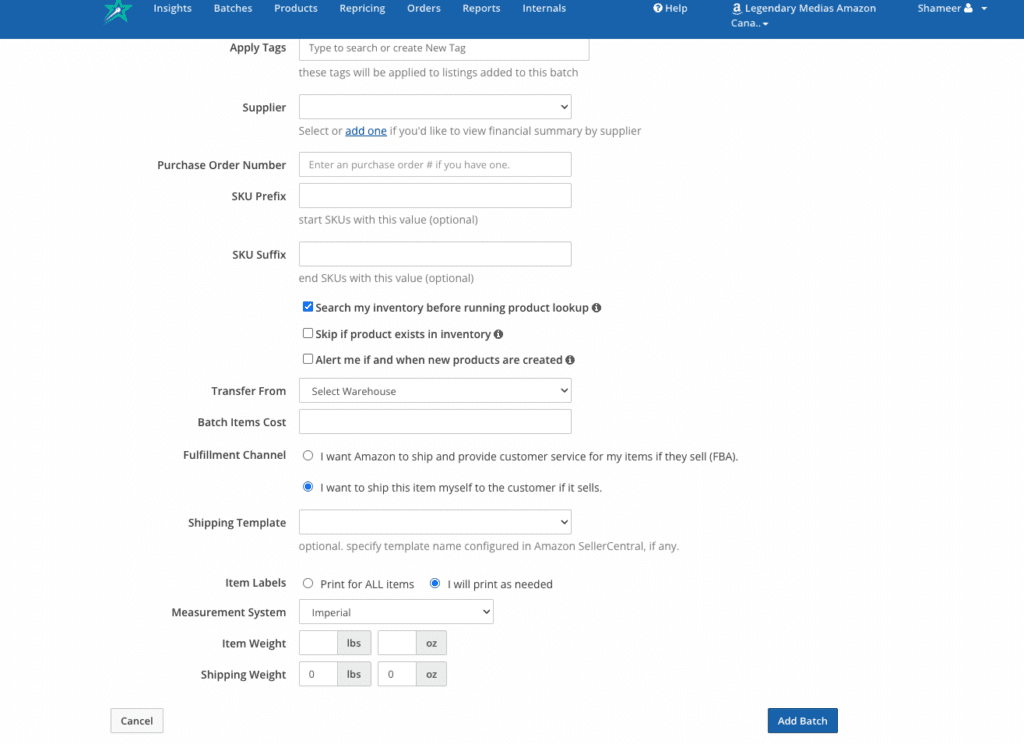 Insights Batches Products Repricing Orders Reports Internals Help Legendary Medias Amazon Shameer
Cana..
Apply Tags Type to search or create New Tag
these tags will be applied to listings added to this batch
Supplier
Select or add one if you'd like to view financial summary by supplier
Purchase Order Number Enter an purchase order # if you have one.
SKU Prefix
start SKUs with this value (optional)
SKU Suffix
end SKUs with this value (optional)
Search my inventory before running product lookup
Skip if product exists in inventory
Alert me if and when new products are created
Transfer From Select Warehouse
Batch Items Cost
Fulfillment Channel I want Amazon to ship and provide customer service for my items if they sell (FBA).
I want to ship this item myself to the customer if it sells.
Shipping Template
optional. specify template name configured in Amazon SellerCentral, if any.
Item Labels Print for ALL items I will print as needed
Measurement System Imperial
Item Weight lbs oz
Shipping Weight 0 lbs 0 oz
Cancel Add Batch